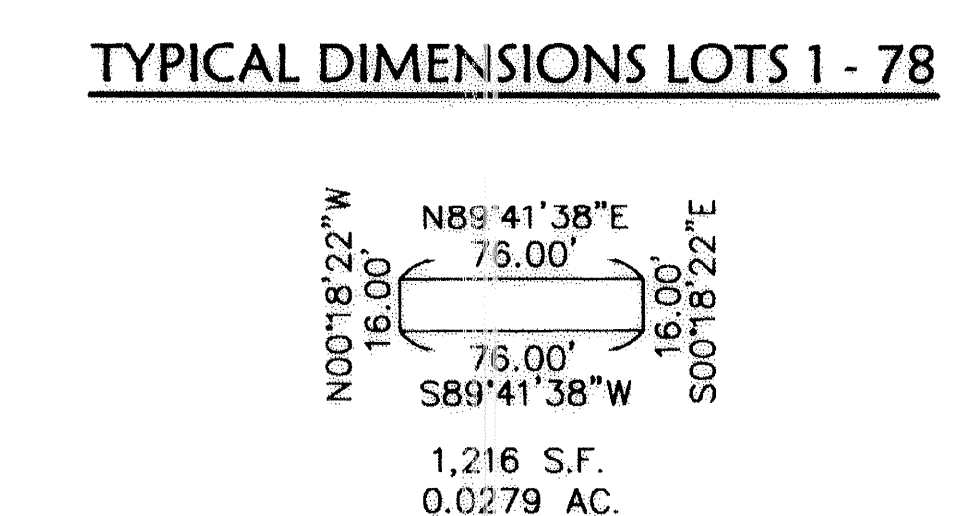 TYPICAL DIMENSIONS LOTS 1 - 78
N00°18'22"W
16.00'
N89°41'38"E
76.00'
16.00'
S00°18'22"E
76.00'
S89°41'38"W
1,216 S.F.
0.0279 AC.